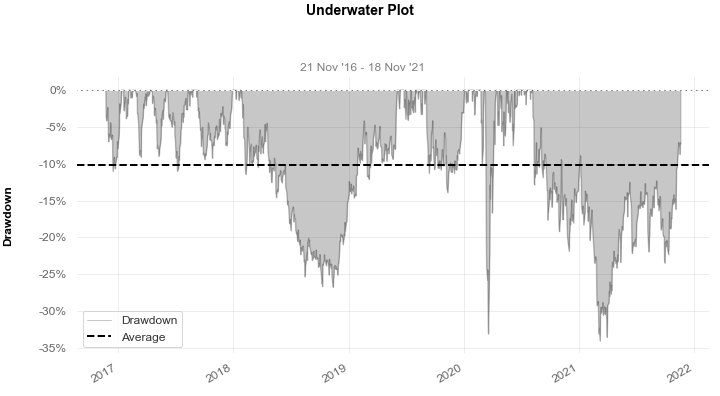 Underwater Plot
21 Nov '16 - 18 Nov '21
Drawdown
0%
-5%
-10%
-15%
-20%
-25%
-30%
-35%
Drawdown
Average
2017
2018
2019
2020
2021
2022